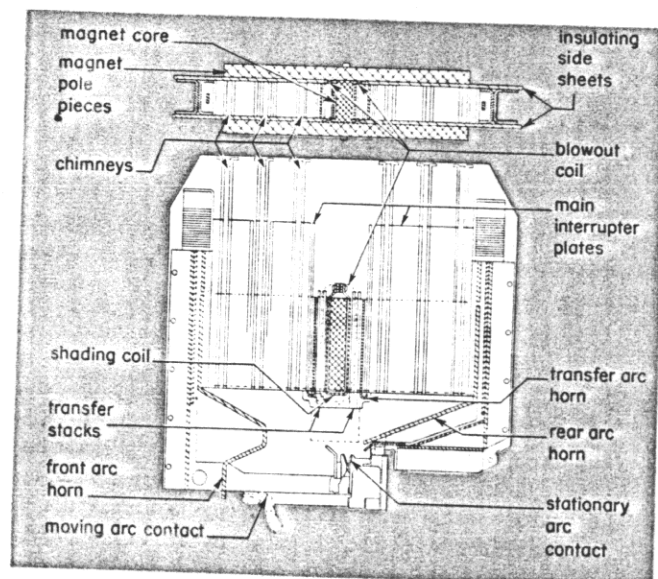 magnet core
magnet
pole
pieces
chimneys
insulating
side
sheets
blowout
coil
main
interrupter
plates
shading coil
transfer
stacks
front arc
horn
moving arc contact
transfer arc
horn
rear arc
horn
stationary
arc
contact